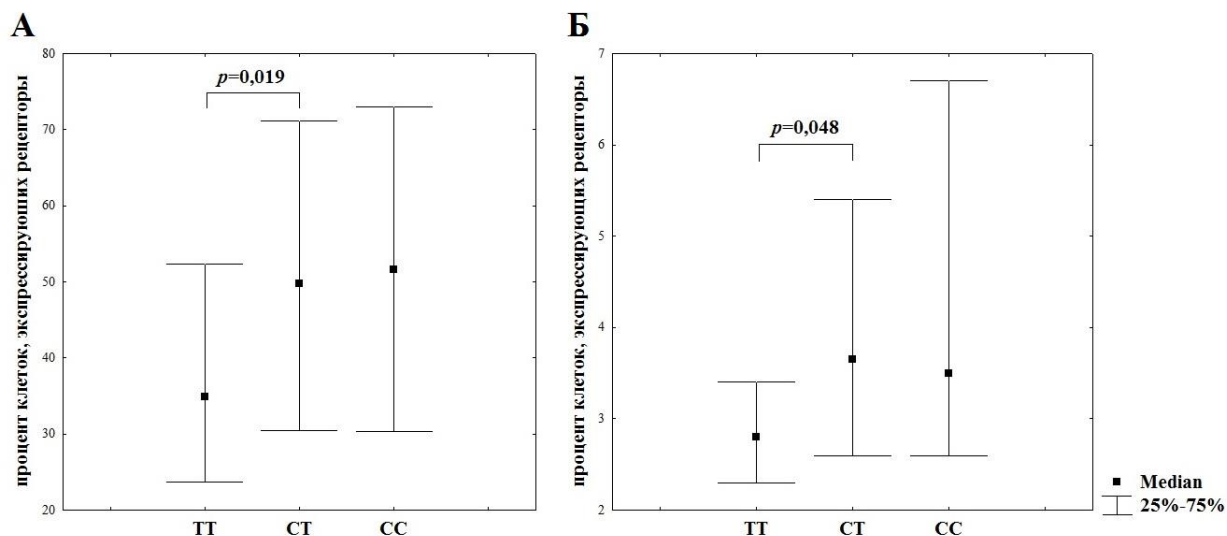 А
процент клеток, экспрессируюших рецепторы
80
70
60
50
40
30
20
p=0,019
TT
CT
CC
Б
процент клеток, экспрессирующих рецепторы
7
6
5
4
3
2
p=0,048
TT
CT
CC
Median
25%-75%